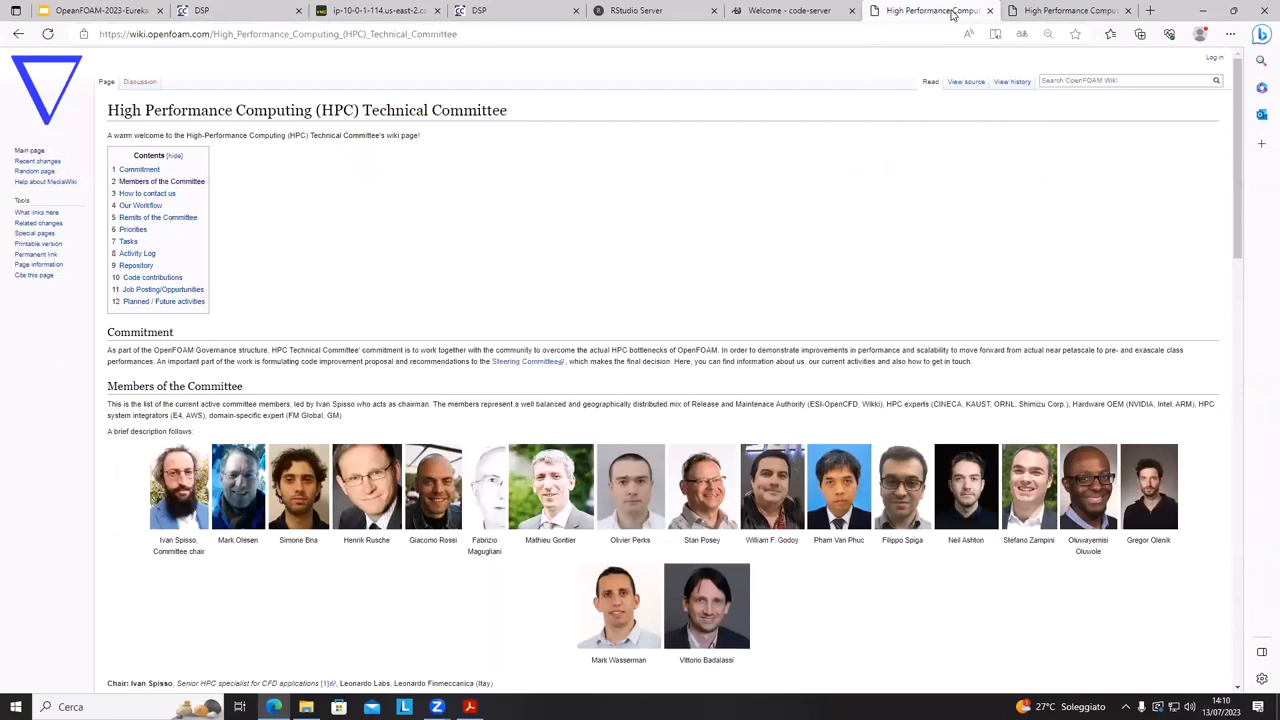 OpenFOAM-2023-Eureka
DSP
ip-10-0-1-114.us-east-2.c
DSP
RStudio Server
Welcome - code-server
High PerformanceComput
High Performance Comput
https://wiki.openfoam.com/High_Performance_Computing_(HPC)_Technical_Committee
Log in
Page
Discussion
Read
View source
View history
Search OpenFOAM Wiki
High Performance Computing (HPC) Technical Committee
A warm welcome to the High-Performance Computing (HPC) Technical Committee's wiki page!
Main page
Recent changes
Random page
Help about MediaWiki
Tools
What links here
Related changes
Special pages
Printable version
Permanent link
Page information
Cite this page
Contents [hide]
1 Commitment
2 Members of the Committee
3 How to contact us
4 Our Workflow
5 Remits of the Committee
6 Priorities
7 Tasks
8 Activity Log
9 Repository
10 Code contributions
11 Job Posting/Oppurtunities
12 Planned / Future activities
Commitment
As part of the OpenFOAM Governance structure, HPC Technical Committee' commitment is to work together with the community to overcome the actual HPC bottlenecks of OpenFOAM. In order to demonstrate improvements in performance and scalability to move forward from actual near petascale to pre- and exascale class
performances. An important part of the work is formulating code improvement proposal and recommendations to the Steering Committee, which makes the final decision. Here, you can find information about us, our current activities and also how to get in touch.
Members of the Committee
This is the list of the current active committee members, led by Ivan Spisso who acts as chairman. The members represent a well balanced and geographically distributed mix of Release and Maintenace Authority (ESI-OpenCFD, Wikki), HPC experts (CINECA, KAUST, ORNL, Shimizu Corp.), Hardware OEM (NVIDIA, Intel, ARM), HPC
system integrators (E4, AWS), domain-specific expert (FM Global, GM)
A brief description follows:
Ivan Spisso, Committee chair
Mark Olesen
Simone Bna
Henrik Rusche
Giacomo Rossi
Fabrizio Magugliani
Mathieu Gontier
Olivier Perks
Stan Posey
William F. Godoy
Pham Van Phuc
Filippo Spiga
Neil Ashton
Stefano Zampini
Oluwayemisi Oluwole
Gregor Olenik
Mark Wasserman
Vittorio Badalassi
Chair: Ivan Spisso, Senior HPC specialist for CFD applications [1], Leonardo Labs, Leonardo Finmeccanica (Itay)
Cerca
27°C Soleggiato
14:10
13/07/2023